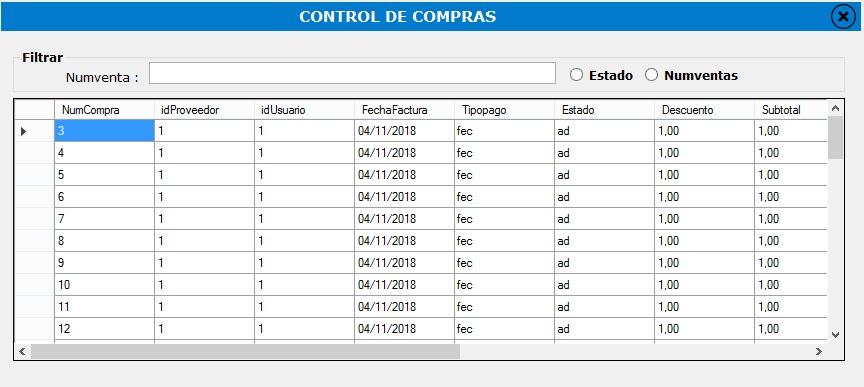 CONTROL DE COMPRAS
Filtrar
Numventa : Estado Numventas
NumCompra idProveedor idUsuario FechaFactura Tipopago Estado Descuento Subtotal
3 1 1 04/11/2018 fec ad 1,00 1,00
4 1 1 04/11/2018 fec ad 1,00 1,00
5 1 1 04/11/2018 fec ad 1,00 1,00
6 1 1 04/11/2018 fec ad 1,00 1,00
7 1 1 04/11/2018 fec ad 1,00 1,00
8 1 1 04/11/2018 fec ad 1,00 1,00
9 1 1 04/11/2018 fec ad 1,00 1,00
10 1 1 04/11/2018 fec ad 1,00 1,00
11 1 1 04/11/2018 fec ad 1,00 1,00
12 1 1 04/11/2018 fec ad 1,00 1,00